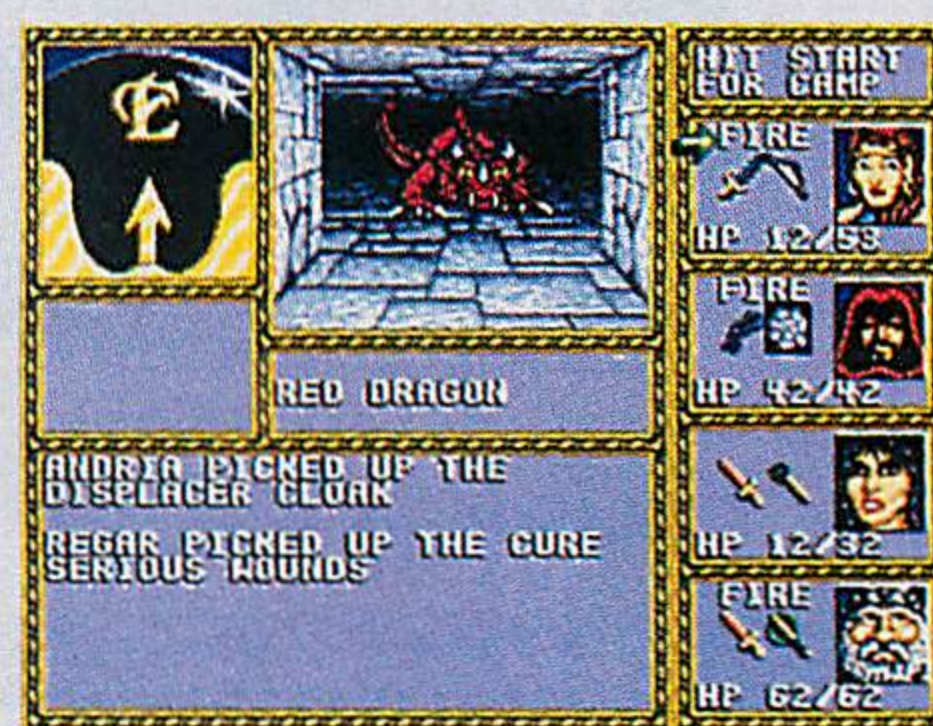 HIT START
FOR CAMP
FIRE
HP 12/53
FIRE
HP 42/42
HP 12/32
FIRE
HP 62/62
RED DRAGON
ANDRIA PICKED UP THE
DISPLACER CLOAK
REGAR PICKED UP THE CURE
SERIOUS WOUNDS